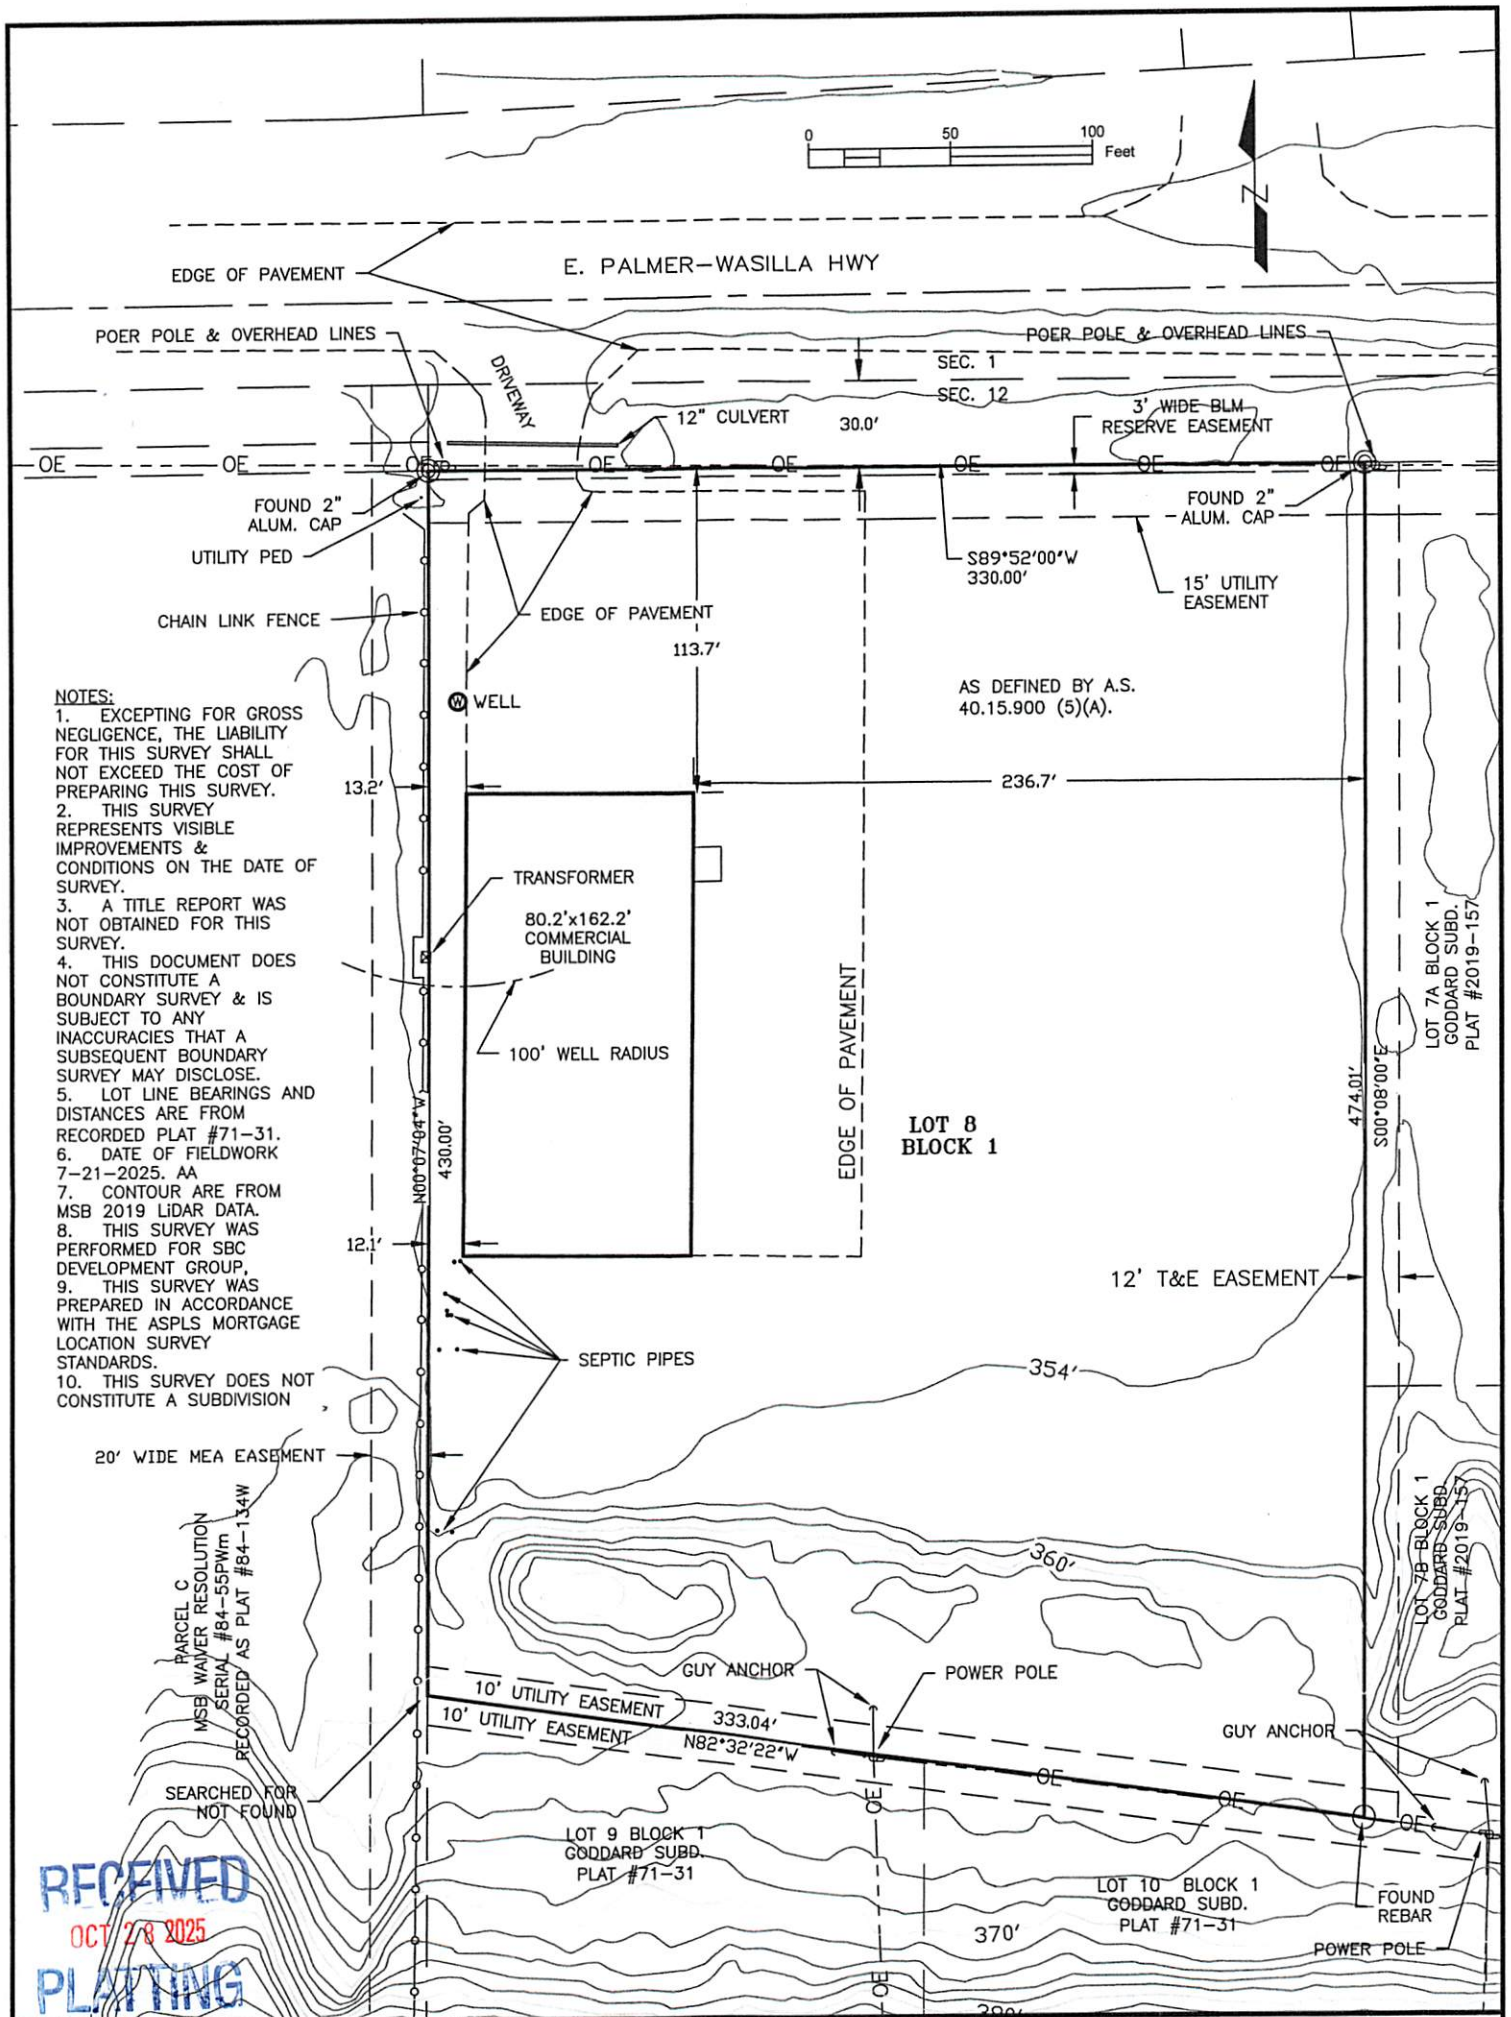 0 50 100
Feet
N
EDGE OF PAVEMENT
E. PALMER-WASILLA HWY
POER POLE & OVERHEAD LINES
POER POLE & OVERHEAD LINES
DRIVEWAY
SEC. 1
SEC. 12
12" CULVERT
30.0'
3' WIDE BLM
RESERVE EASEMENT
OE OE OE OE OE OE OE OE
FOUND 2"
ALUM. CAP
FOUND 2"
ALUM. CAP
UTILITY PED
S89°52'00"W
330.00'
15' UTILITY
EASEMENT
CHAIN LINK FENCE
EDGE OF PAVEMENT
113.7'
AS DEFINED BY A.S.
40.15.900 (5)(A).
W WELL
13.2'
236.7'
NOTES:
1. EXCEPTING FOR GROSS
NEGLIGENCE, THE LIABILITY
FOR THIS SURVEY SHALL
NOT EXCEED THE COST OF
PREPARING THIS SURVEY.
2. THIS SURVEY
REPRESENTS VISIBLE
IMPROVEMENTS &
CONDITIONS ON THE DATE OF
SURVEY.
3. A TITLE REPORT WAS
NOT OBTAINED FOR THIS
SURVEY.
4. THIS DOCUMENT DOES
NOT CONSTITUTE A
BOUNDARY SURVEY & IS
SUBJECT TO ANY
INACCURACIES THAT A
SUBSEQUENT BOUNDARY
SURVEY MAY DISCLOSE.
5. LOT LINE BEARINGS AND
DISTANCES ARE FROM
RECORDED PLAT #71-31.
6. DATE OF FIELDWORK
7-21-2025. AA
7. CONTOUR ARE FROM
MSB 2019 LiDAR DATA.
8. THIS SURVEY WAS
PERFORMED FOR SBC
DEVELOPMENT GROUP,
9. THIS SURVEY WAS
PREPARED IN ACCORDANCE
WITH THE ASPLS MORTGAGE
LOCATION SURVEY
STANDARDS.
10. THIS SURVEY DOES NOT
CONSTITUTE A SUBDIVISION
TRANSFORMER
80.2'x162.2'
COMMERCIAL
BUILDING
100' WELL RADIUS
EDGE OF PAVEMENT
LOT 8
BLOCK 1
LOT 7A BLOCK 1
GODDARD SUBD.
PLAT #2019-157
474.01'
S00°08'00"E
N00°07'04"W
430.00'
12.1'
12' T&E EASEMENT
SEPTIC PIPES
354'
20' WIDE MEA EASEMENT
PARCEL C
MSB WAIVER RESOLUTION
SERIAL #84-55PWm
RECORDED AS PLAT #84-134W
360'
LOT 7B BLOCK 1
GODDARD SUBD.
PLAT #2019-157
GUY ANCHOR
POWER POLE
10' UTILITY EASEMENT
10' UTILITY EASEMENT
333.04'
N82°32'22"W
GUY ANCHOR
OE OE OE
OE
OE
SEARCHED FOR
NOT FOUND
LOT 9 BLOCK 1
GODDARD SUBD.
PLAT #71-31
LOT 10 BLOCK 1
GODDARD SUBD.
PLAT #71-31
FOUND
REBAR
POWER POLE
370'
RECEIVED
OCT 28 2025
PLATTING